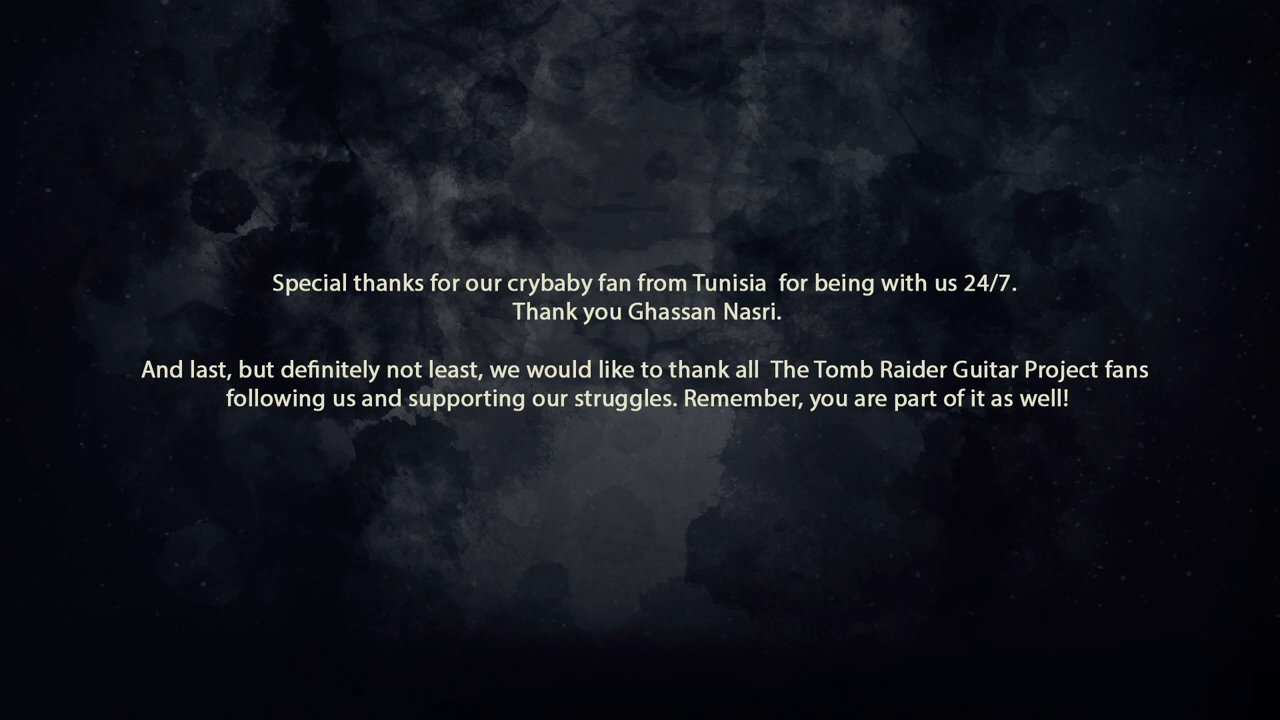 Special thanks for our crybaby fan from Tunisia  for being with us 24/7.
Thank you Ghassan Nasri.
And last, but definitely not least, we would like to thank all  The Tomb Raider Guitar Project fans
following us and supporting our struggles. Remember, you are part of it as well!